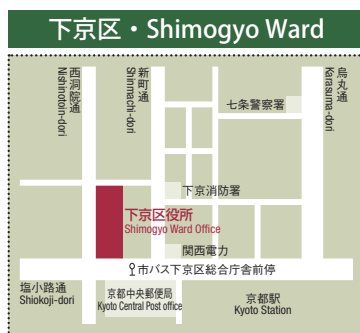 下京区・Shimogyo Ward
西洞院通
Nishinotoin-dori
新町通
Shinmachi-dori
烏丸通
Karasuma-dori
七条警察署
下京消防署
下京区役所
Shimogyo Ward Office
関西電力
市バス下京区総合庁舎前停
塩小路通
Shiokoji-dori
京都中央郵便局
Kyoto Central Post office
京都駅
Kyoto Station